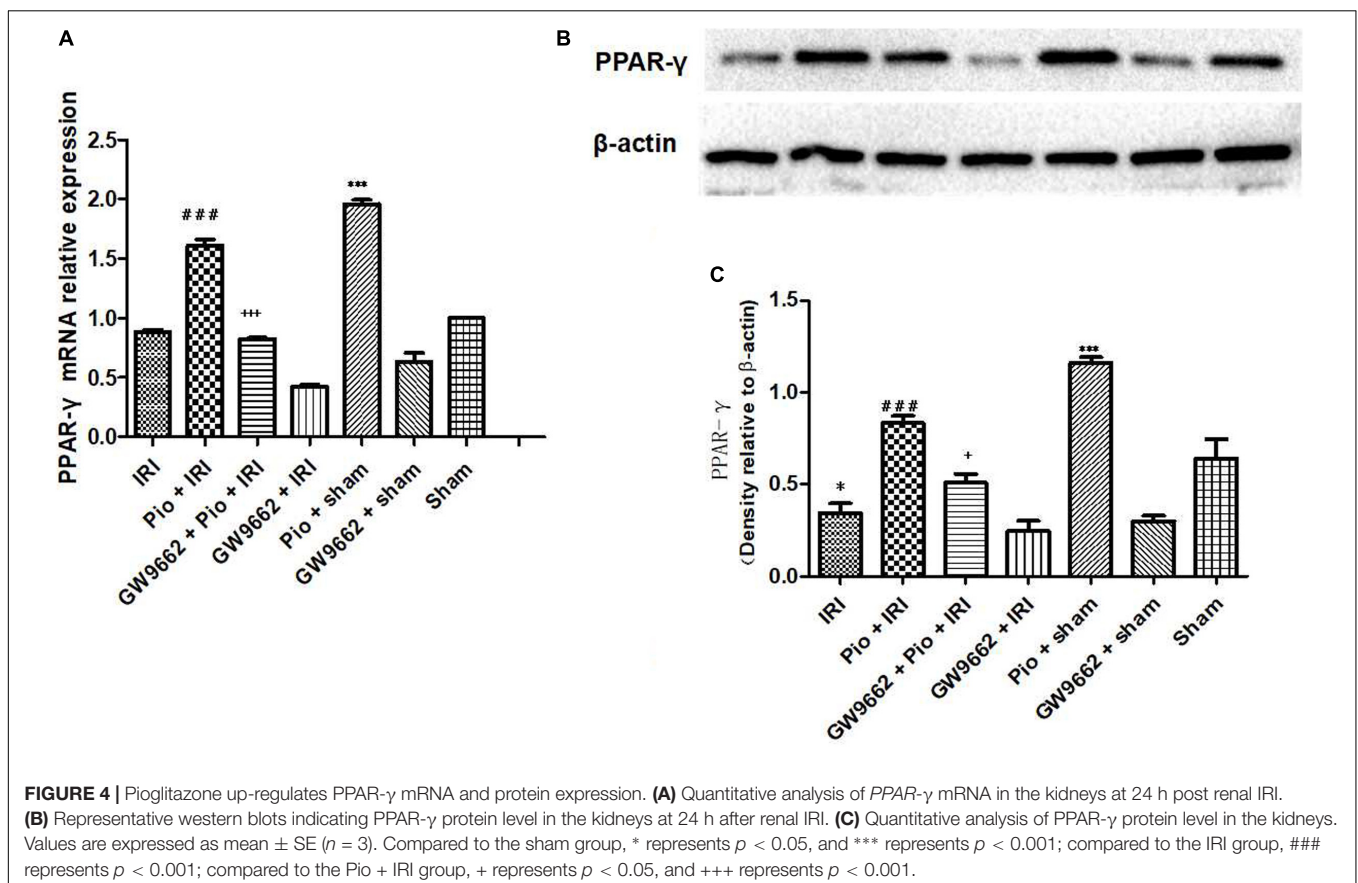 A
PPAR-γ mRNA relative expression
2.5
2.0
1.5
1.0
0.5
0.0
###
+++
***
IRI
Pio + IRI
GW9662 + Pio + IRI
GW9662 + IRI
Pio + sham
GW9662 + sham
Sham
B
PPAR-γ
β-actin
C
PPAR-γ
(Density relative to β-actin)
1.5
1.0
0.5
0.0
*
###
+
***
IRI
Pio + IRI
GW9662 + Pio + IRI
GW9662 + IRI
Pio + sham
GW9662 + sham
Sham
FIGURE 4 | Pioglitazone up-regulates PPAR-γ mRNA and protein expression. (A) Quantitative analysis of PPAR-γ mRNA in the kidneys at 24 h post renal IRI.
(B) Representative western blots indicating PPAR-γ protein level in the kidneys at 24 h after renal IRI. (C) Quantitative analysis of PPAR-γ protein level in the kidneys.
Values are expressed as mean ± SE (n = 3). Compared to the sham group, * represents p < 0.05, and *** represents p < 0.001; compared to the IRI group, ###
represents p < 0.001; compared to the Pio + IRI group, + represents p < 0.05, and +++ represents p < 0.001.